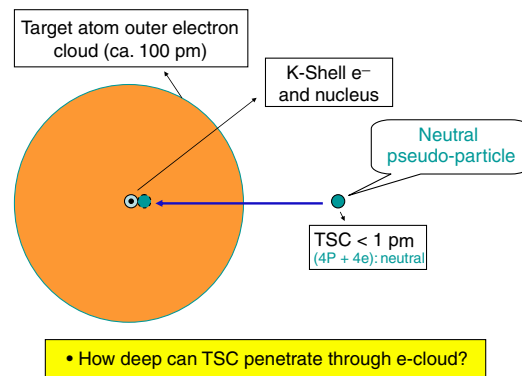 Target atom outer electron
cloud (ca. 100 pm)
K-Shell e–
and nucleus
Neutral
pseudo-particle
TSC < 1 pm
(4P + 4e): neutral
• How deep can TSC penetrate through e-cloud?